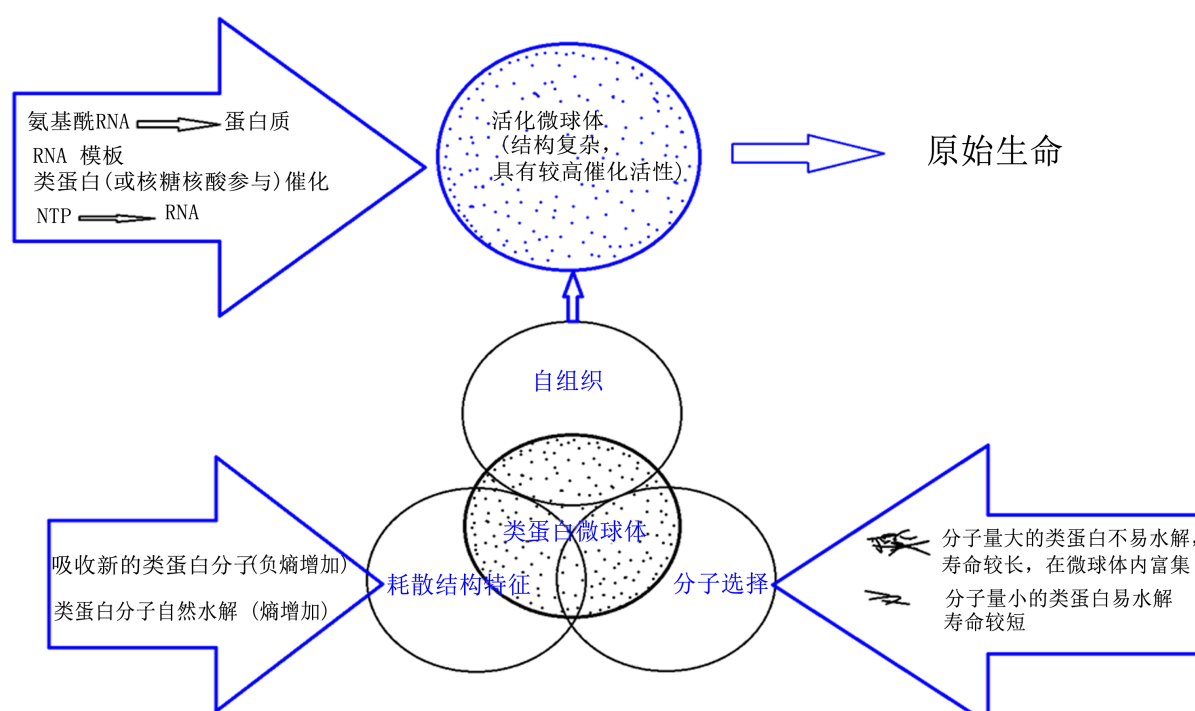 氨基酰RNA
蛋白质
RNA 模板
类蛋白(或核糖核酸参与)催化
NTP
RNA
活化微球体
(结构复杂，
具有较高催化活性)
原始生命
自组织
类蛋白微球体
耗散结构特征
分子选择
吸收新的类蛋白分子(负熵增加)
类蛋白分子自然水解 (熵增加)
分子量大的类蛋白不易水解，
寿命较长，在微球体内富集
分子量小的类蛋白易水解
寿命较短